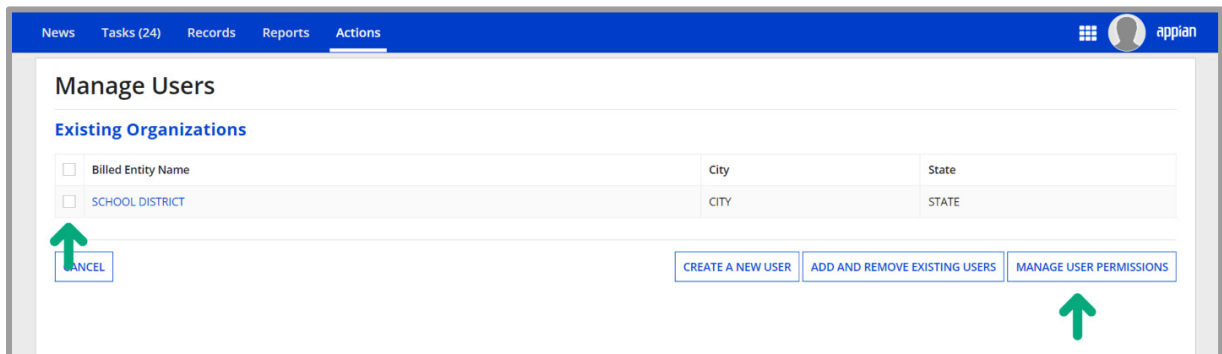 News Tasks (24) Records Reports Actions appian
Manage Users
Existing Organizations
Billed Entity Name City State
SCHOOL DISTRICT CITY STATE
CANCEL CREATE A NEW USER ADD AND REMOVE EXISTING USERS MANAGE USER PERMISSIONS